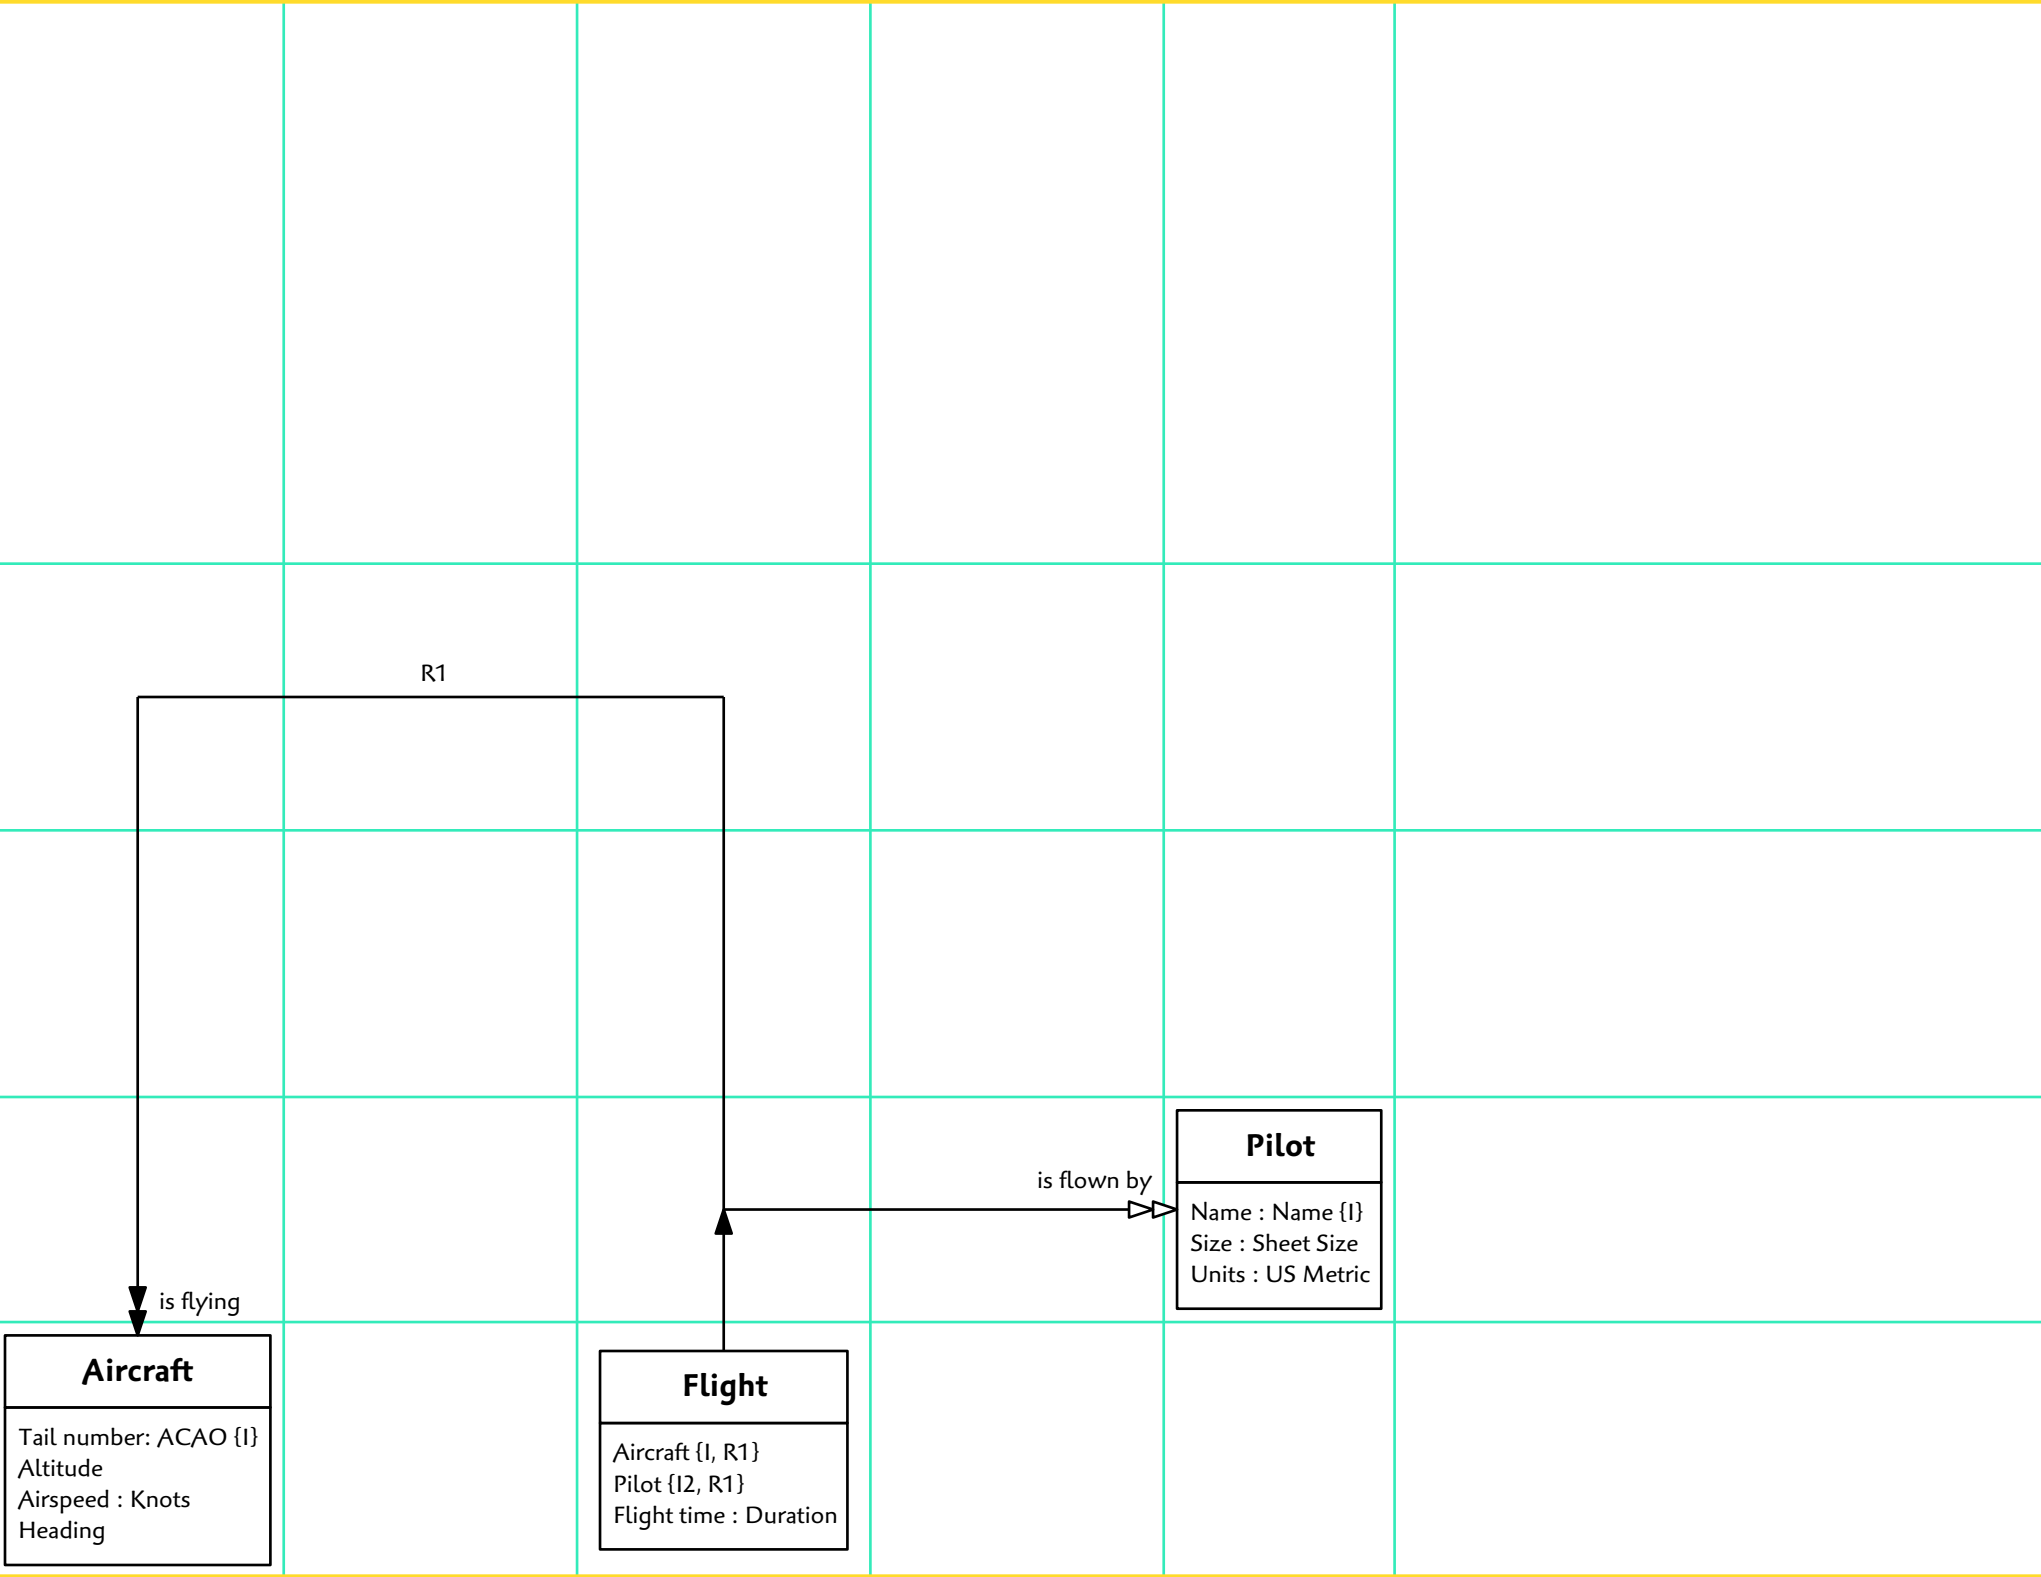 R1
is flown by
Pilot
Name : Name {I}
Size : Sheet Size
Units : US Metric
is flying
Aircraft
Tail number: ACAO {I}
Altitude
Airspeed : Knots
Heading
Flight
Aircraft {I, R1}
Pilot {I2, R1}
Flight time : Duration